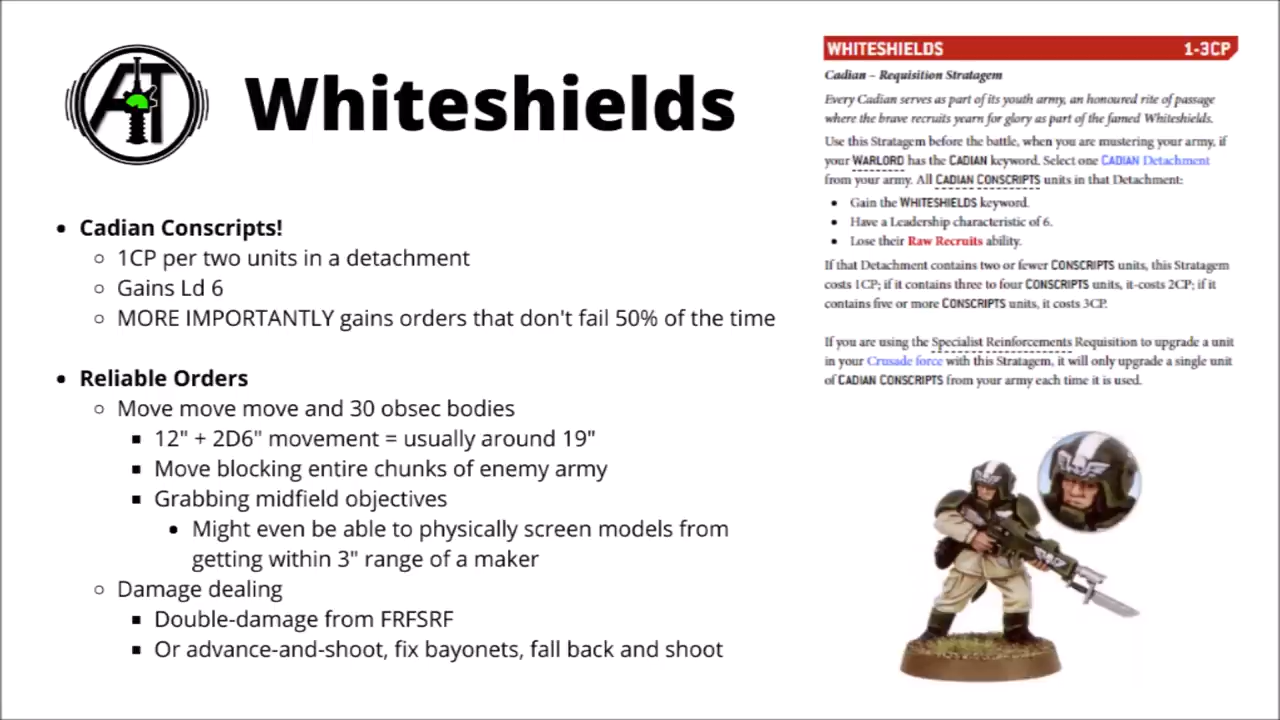 AT
Whiteshields
• Cadian Conscripts!
○ 1CP per two units in a detachment
○ Gains Ld 6
○ MORE IMPORTANTLY gains orders that don't fail 50% of the time
• Reliable Orders
○ Move move move and 30 obsec bodies
▪ 12" + 2D6" movement = usually around 19"
▪ Move blocking entire chunks of enemy army
▪ Grabbing midfield objectives
• Might even be able to physically screen models from
getting within 3" range of a maker
○ Damage dealing
▪ Double-damage from FRFSRF
▪ Or advance-and-shoot, fix bayonets, fall back and shoot
WHITESHIELDS 1-3CP
Cadian – Requisition Stratagem
Every Cadian serves as part of its youth army, an honoured rite of passage
where the brave recruits yearn for glory as part of the famed Whiteshields.
Use this Stratagem before the battle, when you are mustering your army, if
your WARLORD has the CADIAN keyword. Select one CADIAN Detachment
from your army. All CADIAN CONSCRIPTS units in that Detachment:
• Gain the WHITESHIELDS keyword.
• Have a Leadership characteristic of 6.
• Lose their Raw Recruits ability.
If that Detachment contains two or fewer CONSCRIPTS units, this Stratagem
costs 1CP; if it contains three to four CONSCRIPTS units, it-costs 2CP; if it
contains five or more CONSCRIPTS units, it costs 3CP.
If you are using the Specialist Reinforcements Requisition to upgrade a unit
in your Crusade force with this Stratagem, it will only upgrade a single unit
of CADIAN CONSCRIPTS from your army each time it is used.